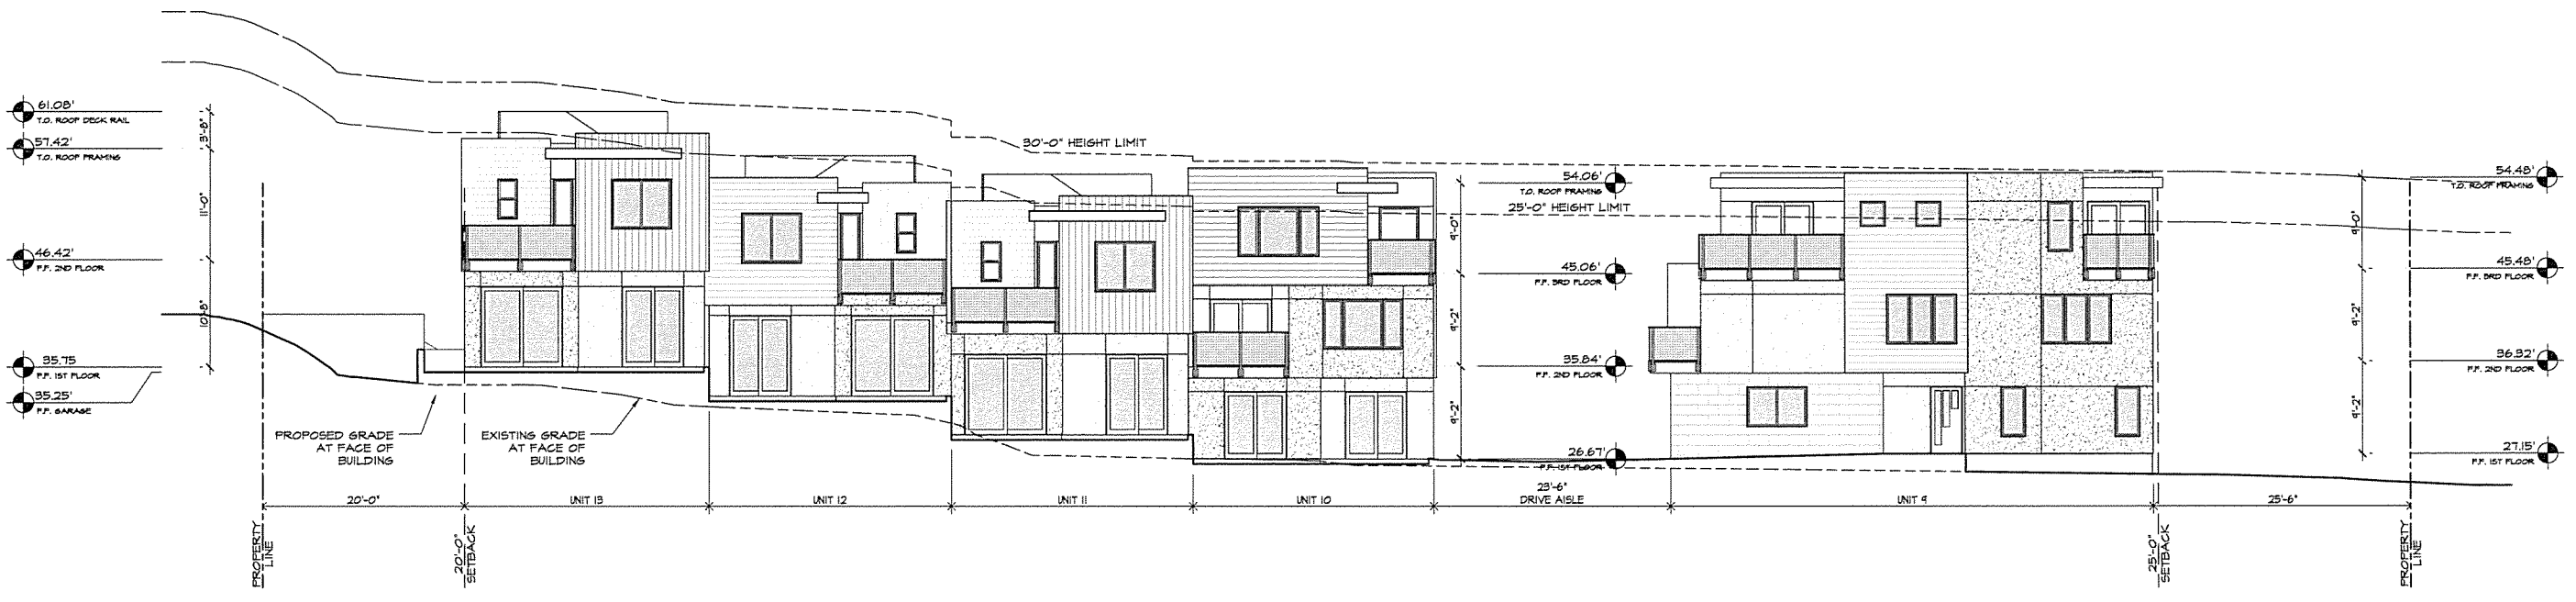 61.08'
T.O. ROOF DECK RAIL
57.42'
T.O. ROOF FRAMING
46.42'
F.F. 2ND FLOOR
35.75
F.F. 1ST FLOOR
35.25'
F.F. GARAGE
3'-8"
11'-0"
10'-8"
PROPOSED GRADE
AT FACE OF
BUILDING
EXISTING GRADE
AT FACE OF
BUILDING
30'-0" HEIGHT LIMIT
54.06'
T.O. ROOF FRAMING
25'-0" HEIGHT LIMIT
45.06'
F.F. 3RD FLOOR
35.84'
F.F. 2ND FLOOR
26.67'
F.F. 1ST FLOOR
9'-0"
9'-2"
9'-2"
9'-0"
9'-2"
9'-2"
54.48'
T.O. ROOF FRAMING
45.48'
F.F. 3RD FLOOR
36.32'
F.F. 2ND FLOOR
27.15'
F.F. 1ST FLOOR
20'-0"
UNIT 13
UNIT 12
UNIT 11
UNIT 10
23'-6"
DRIVE AISLE
UNIT 9
25'-6"
PROPERTY
LINE
20'-0"
SETBACK
25'-0"
SETBACK
PROPERTY
LINE